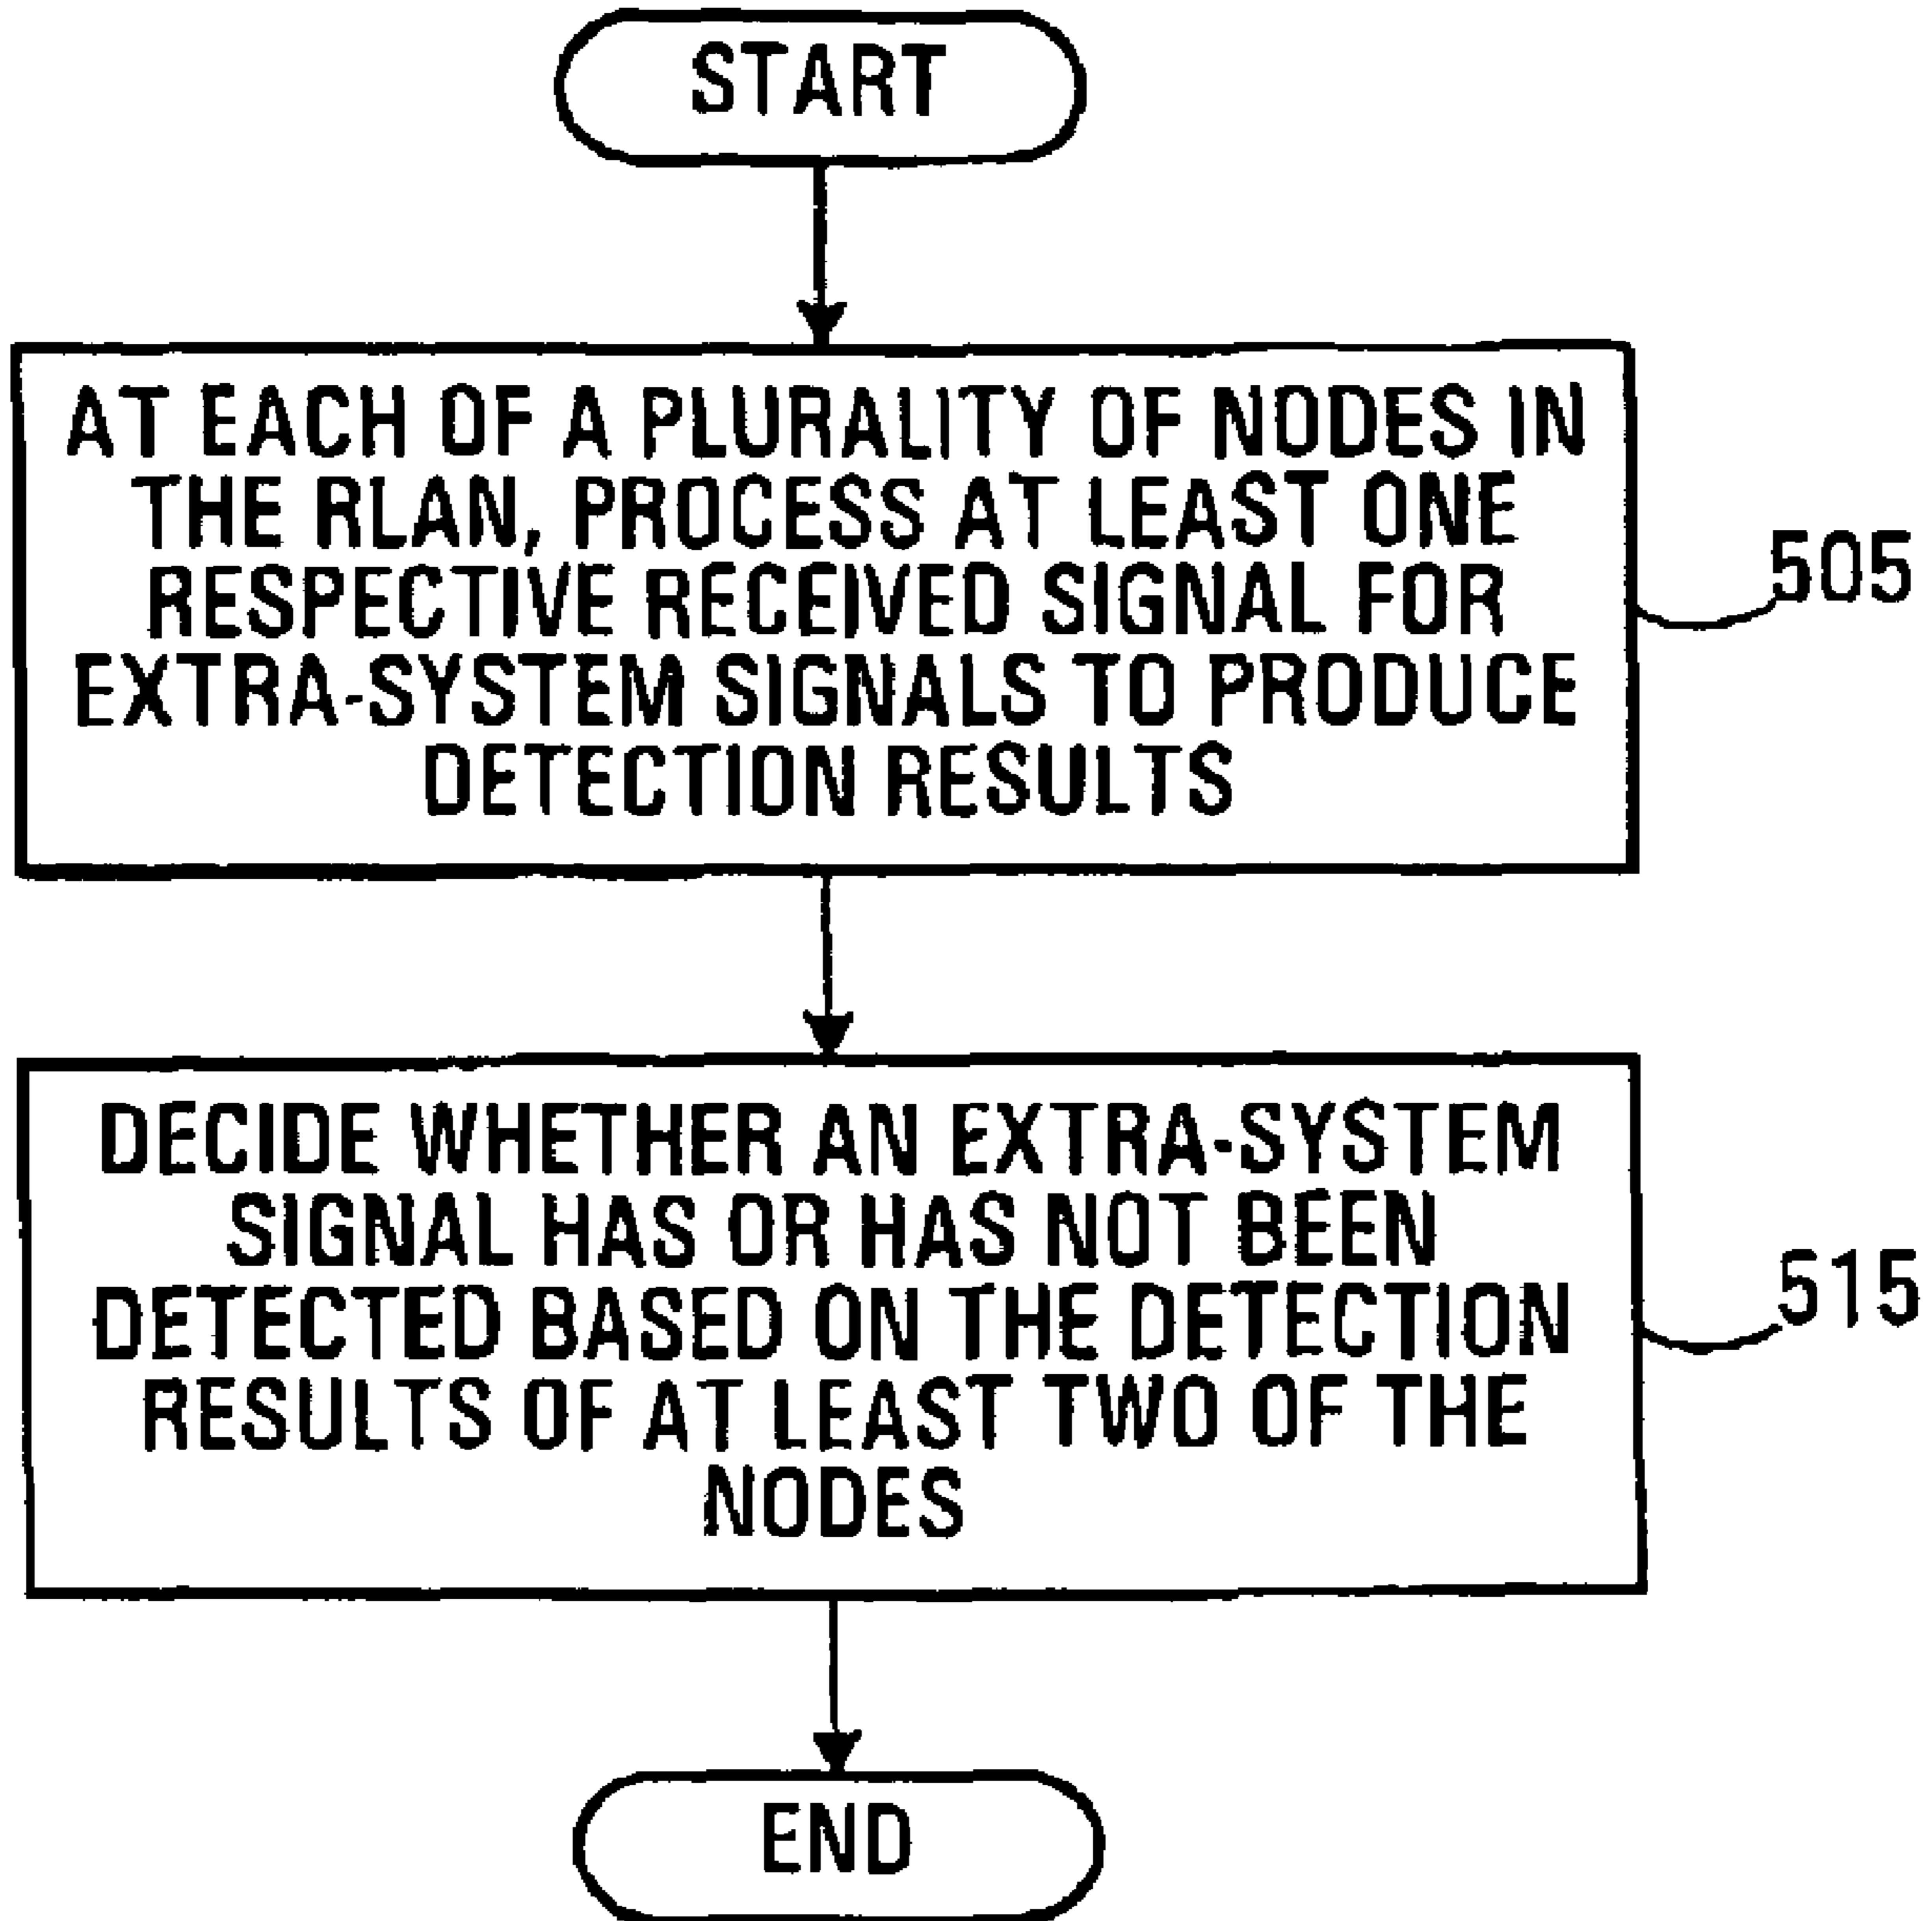 START
AT EACH OF A PLURALITY OF NODES IN
THE RLAN, PROCESS AT LEAST ONE
RESPECTIVE RECEIVED SIGNAL FOR
EXTRA-SYSTEM SIGNALS TO PRODUCE
DETECTION RESULTS
505
DECIDE WHETHER AN EXTRA-SYSTEM
SIGNAL HAS OR HAS NOT BEEN
DETECTED BASED ON THE DETECTION
RESULTS OF AT LEAST TWO OF THE
NODES
515
END